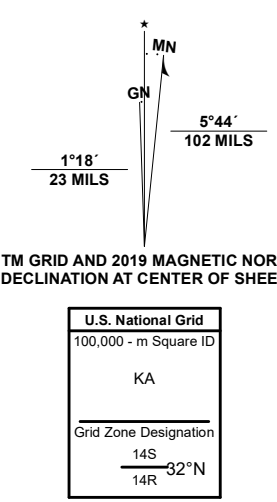 ★
MN
GN
5°44´
102 MILS
1°18´
23 MILS
TM GRID AND 2019 MAGNETIC NOR
DECLINATION AT CENTER OF SHEE
U.S. National Grid
100,000 - m Square ID
KA
Grid Zone Designation
14S
32°N
14R